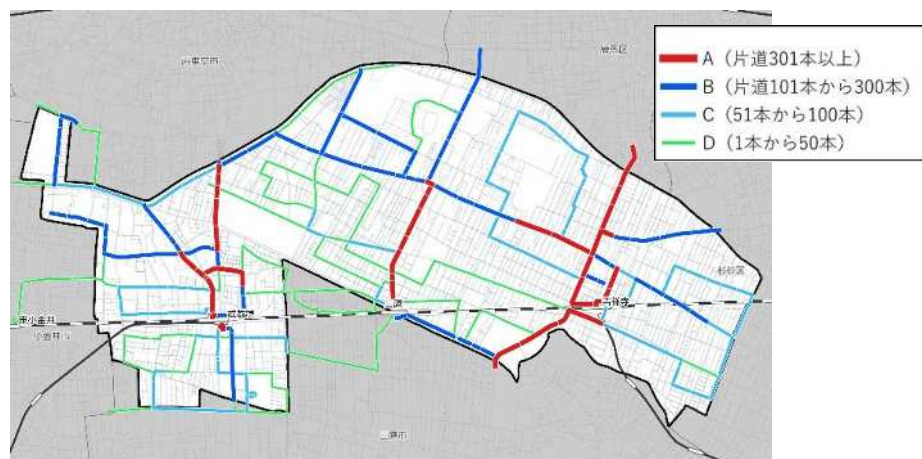 A（片道301本以上）
B（片道101本から300本）
C（51本から100本）
D（1本から50本）
西東京市
練馬区
杉並区
吉祥寺
三鷹
武蔵境
東小金井
小金井市
三鷹市